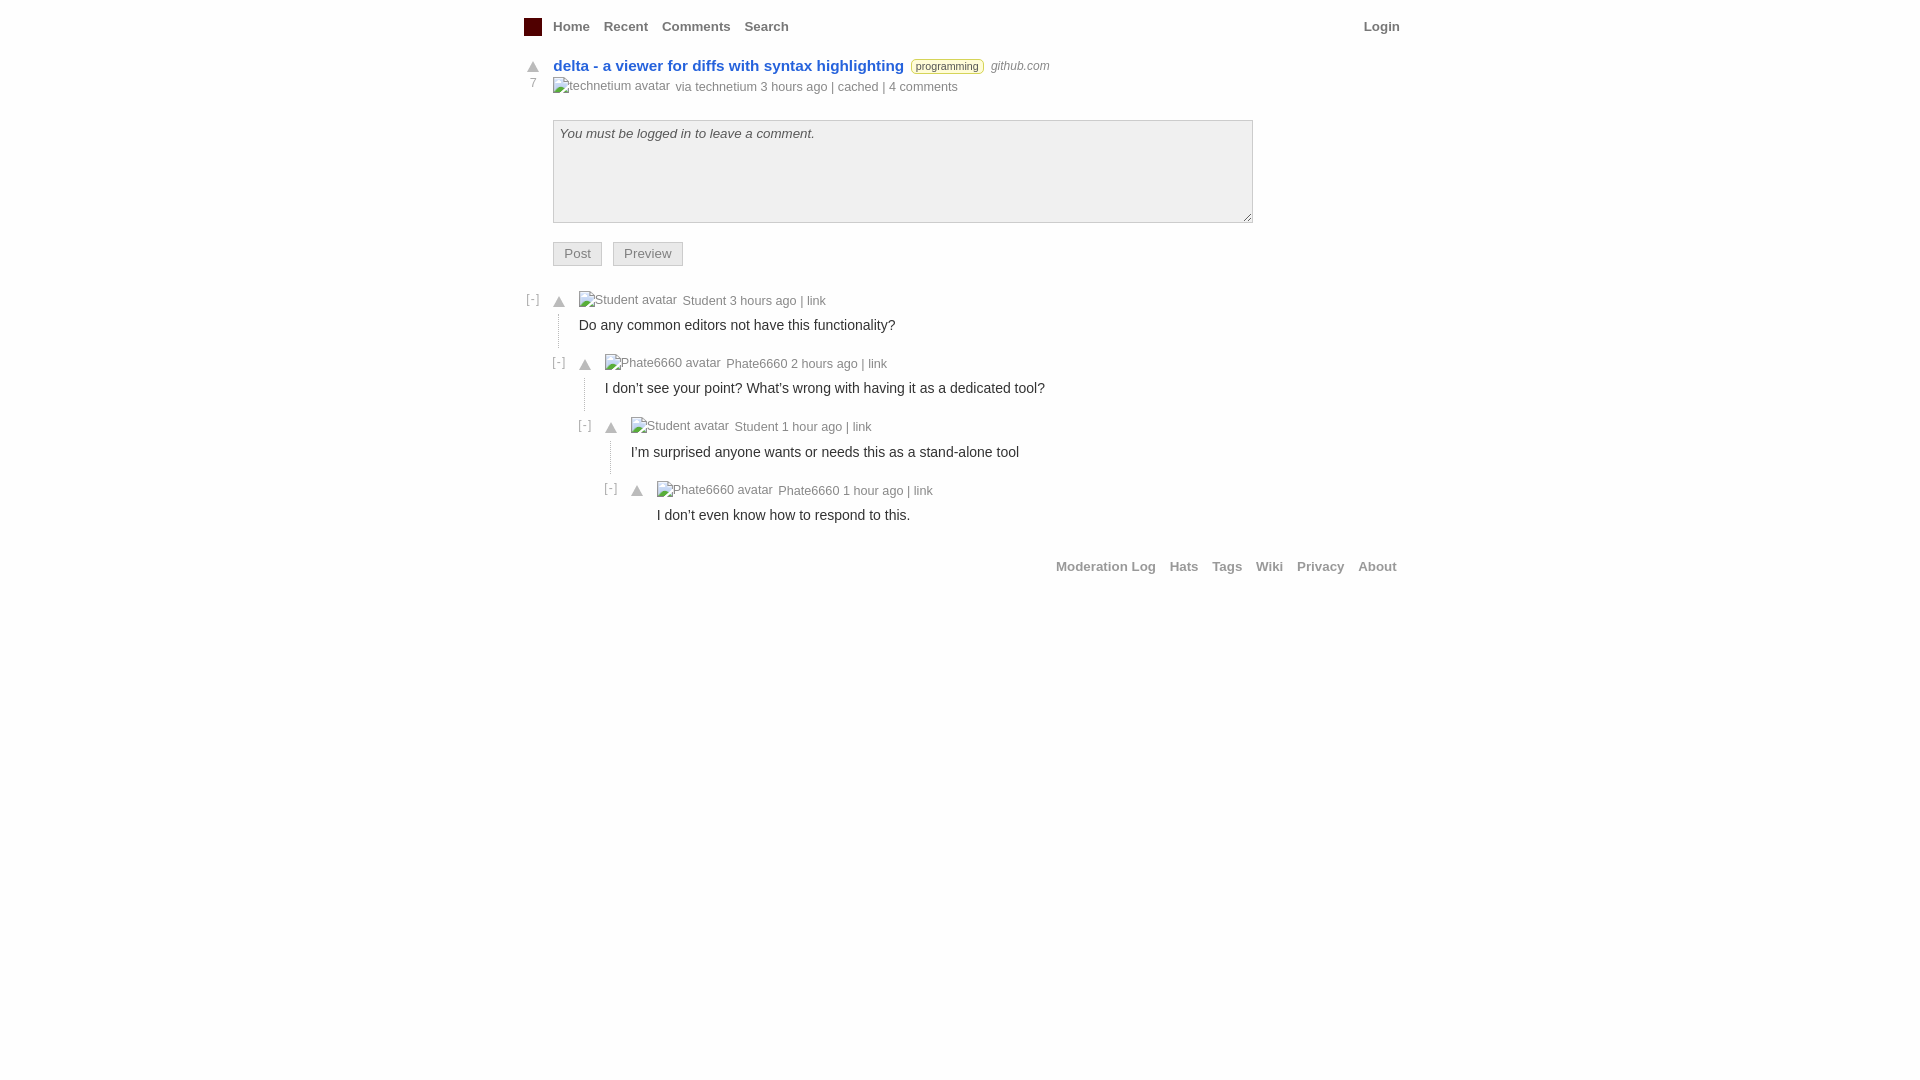 Home Recent Comments Search Login
delta - a viewer for diffs with syntax highlighting programming github.com
7
technetium avatar via technetium 3 hours ago | cached | 4 comments
You must be logged in to leave a comment.
Post Preview
[-] Student avatar Student 3 hours ago | link
Do any common editors not have this functionality?
[-] Phate6660 avatar Phate6660 2 hours ago | link
I don’t see your point? What’s wrong with having it as a dedicated tool?
[-] Student avatar Student 1 hour ago | link
I’m surprised anyone wants or needs this as a stand-alone tool
[-] Phate6660 avatar Phate6660 1 hour ago | link
I don’t even know how to respond to this.
Moderation Log Hats Tags Wiki Privacy About